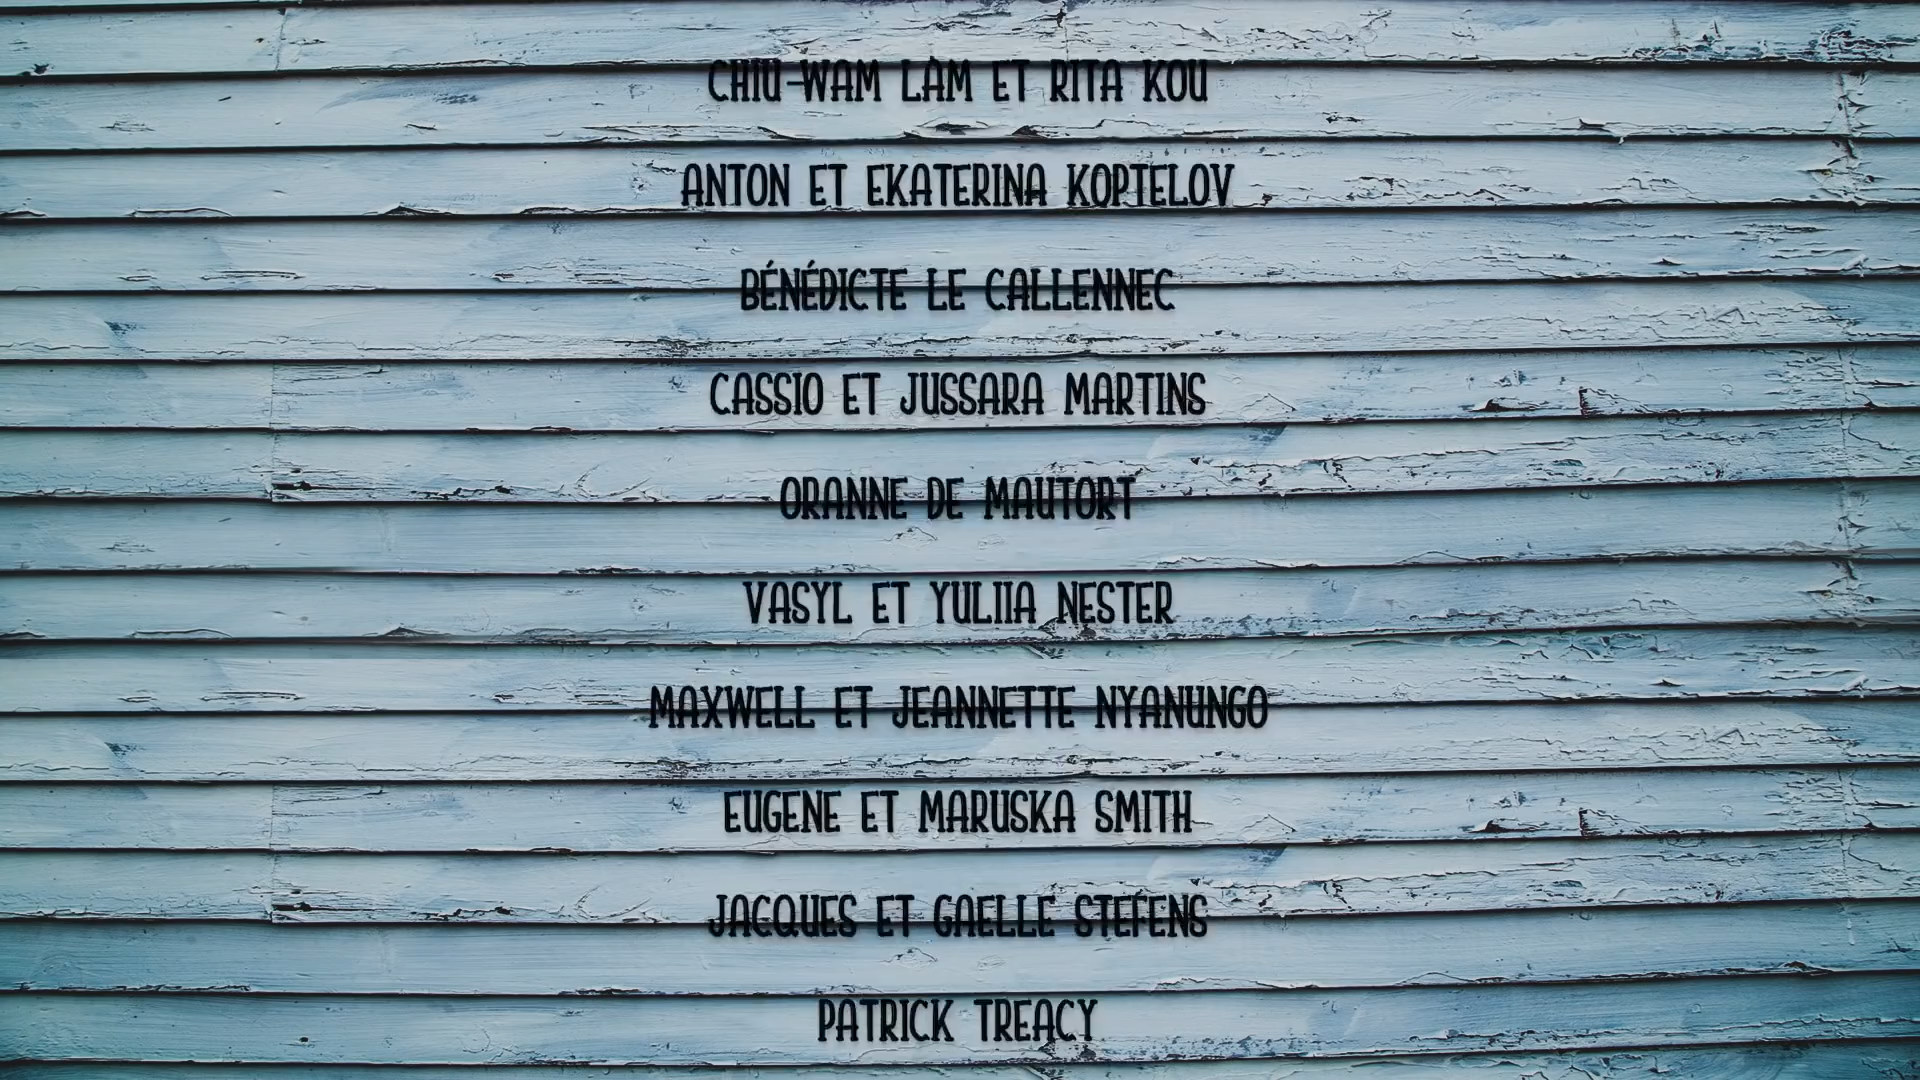 CHIU-WAM LAM ET RITA KOU
ANTON ET EKATERINA KOPTELOV
BÉNÉDICTE LE CALLENNEC
CASSIO ET JUSSARA MARTINS
ORANNE DE MAUTORT
VASYL ET YULIIA NESTER
MAXWELL ET JEANNETTE NYANUNGO
EUGENE ET MARUSKA SMITH
JACQUES ET GAELLE STEFENS
PATRICK TREACY